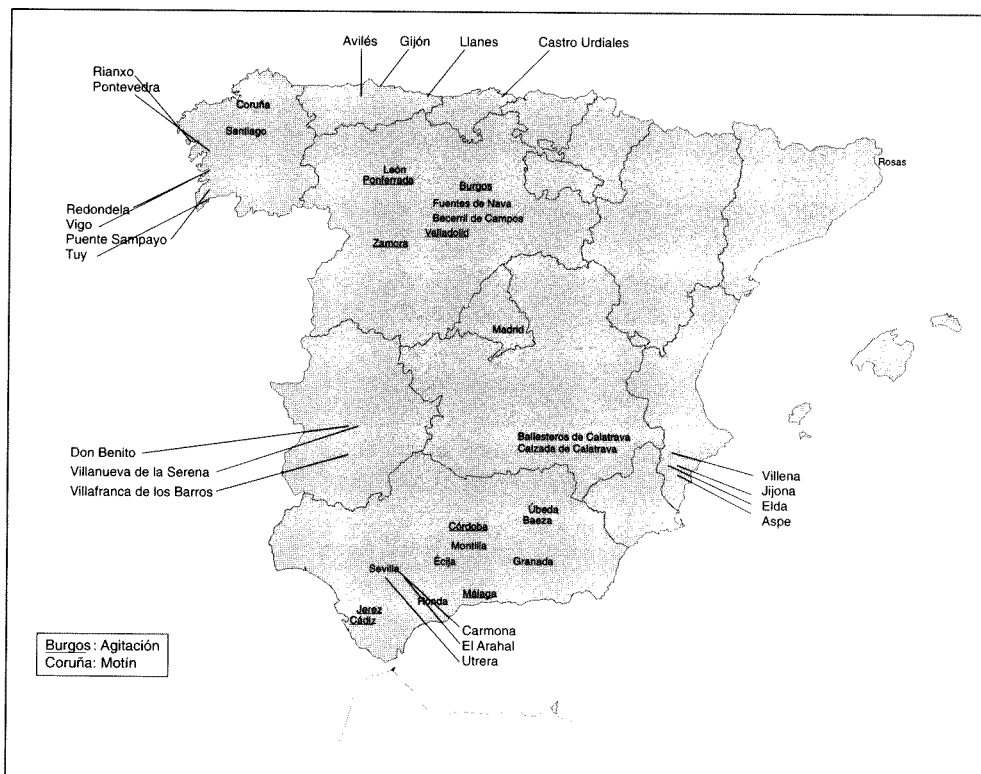 Avilés Gijón Llanes Castro Urdiales
Rianxo
Pontevedra
Coruña
Santiago
Rosas
León
Ponferrada
Burgos
Fuentes de Nava
Becerril de Campos
Valladolid
Zamora
Redondela
Vigo
Puente Sampayo
Tuy
Madrid
Ballesteros de Calatrava
Calzada de Calatrava
Don Benito
Villanueva de la Serena
Villafranca de los Barros
Villena
Jijona
Elda
Aspe
Úbeda
Baeza
Córdoba
Montilla
Écija
Granada
Sevilla
Málaga
Ronda
Jerez
Cádiz
Carmona
El Arahal
Utrera
Burgos: Agitación
Coruña: Motín